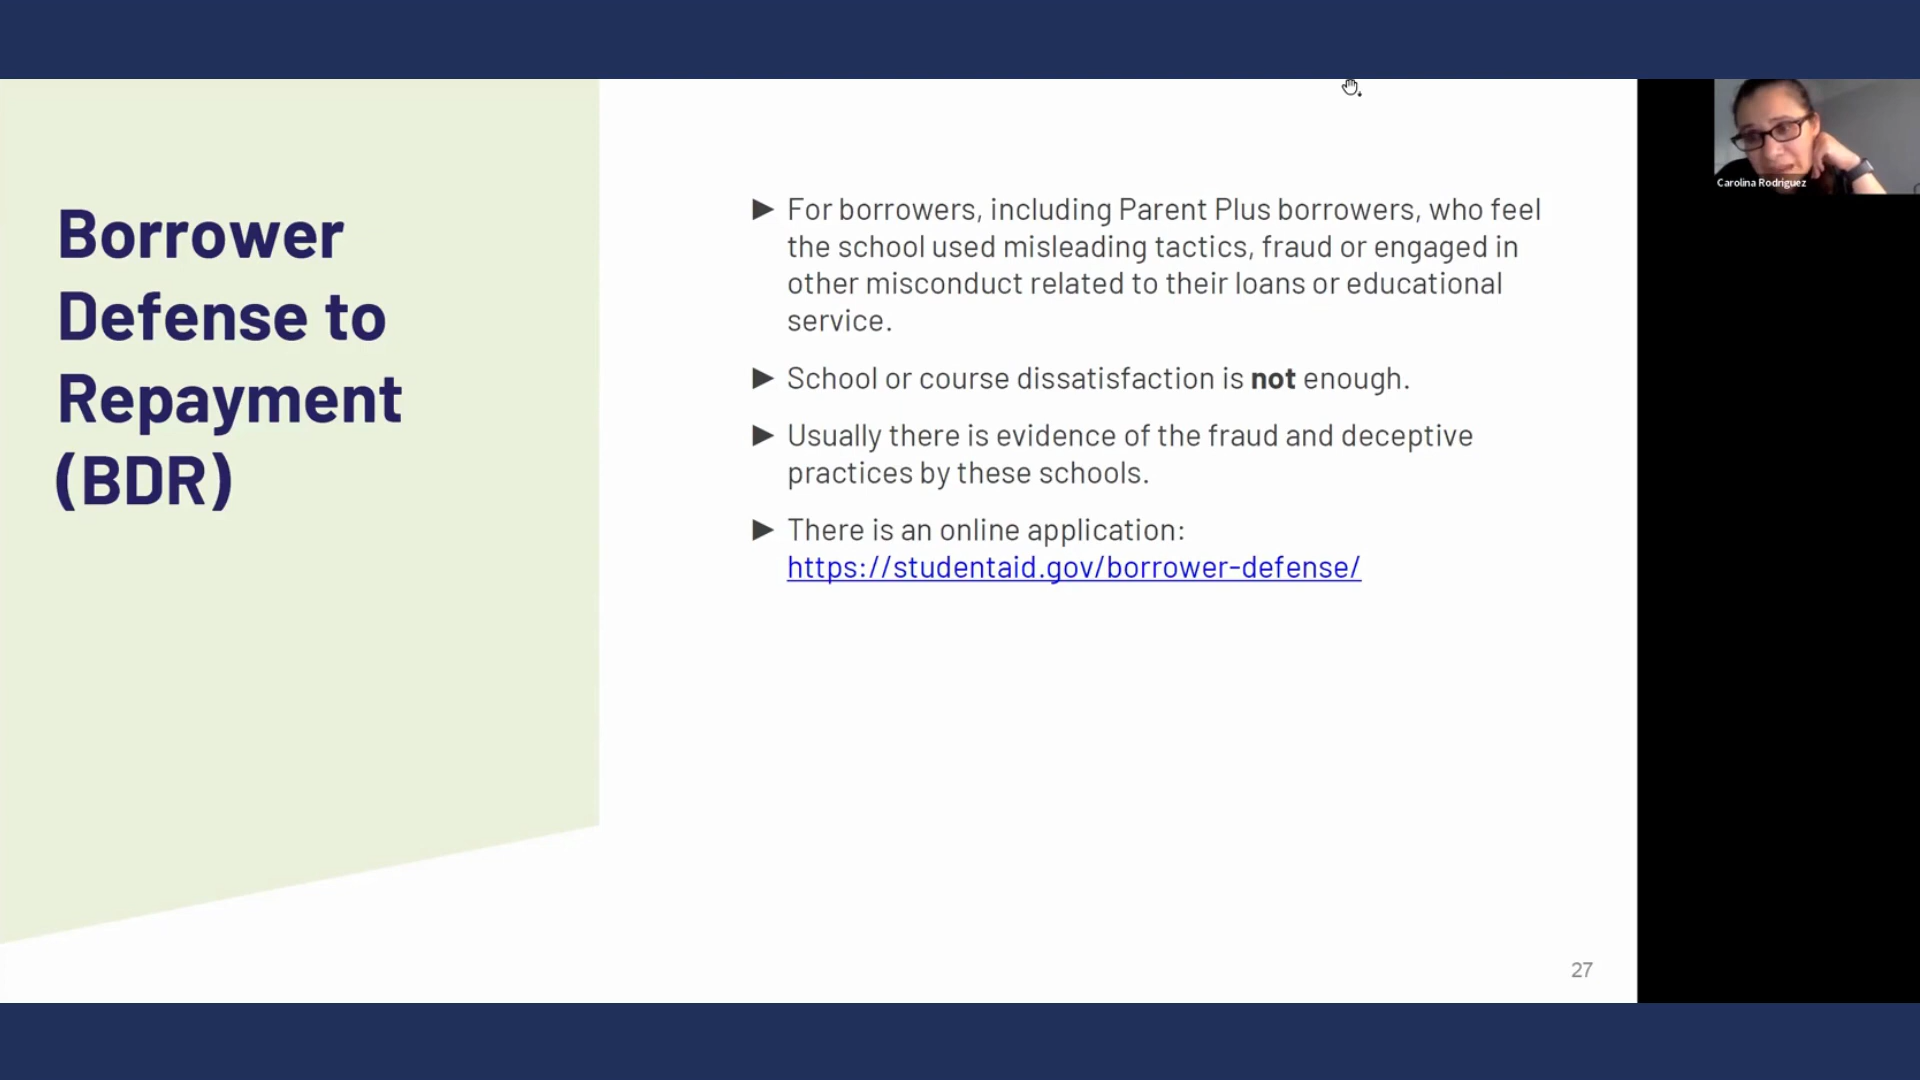 Borrower
Defense to
Repayment
(BDR)
▶ For borrowers, including Parent Plus borrowers, who feel
the school used misleading tactics, fraud or engaged in
other misconduct related to their loans or educational
service.
▶ School or course dissatisfaction is not enough.
▶ Usually there is evidence of the fraud and deceptive
practices by these schools.
▶ There is an online application:
https://studentaid.gov/borrower-defense/
27
Carolina Rodriguez